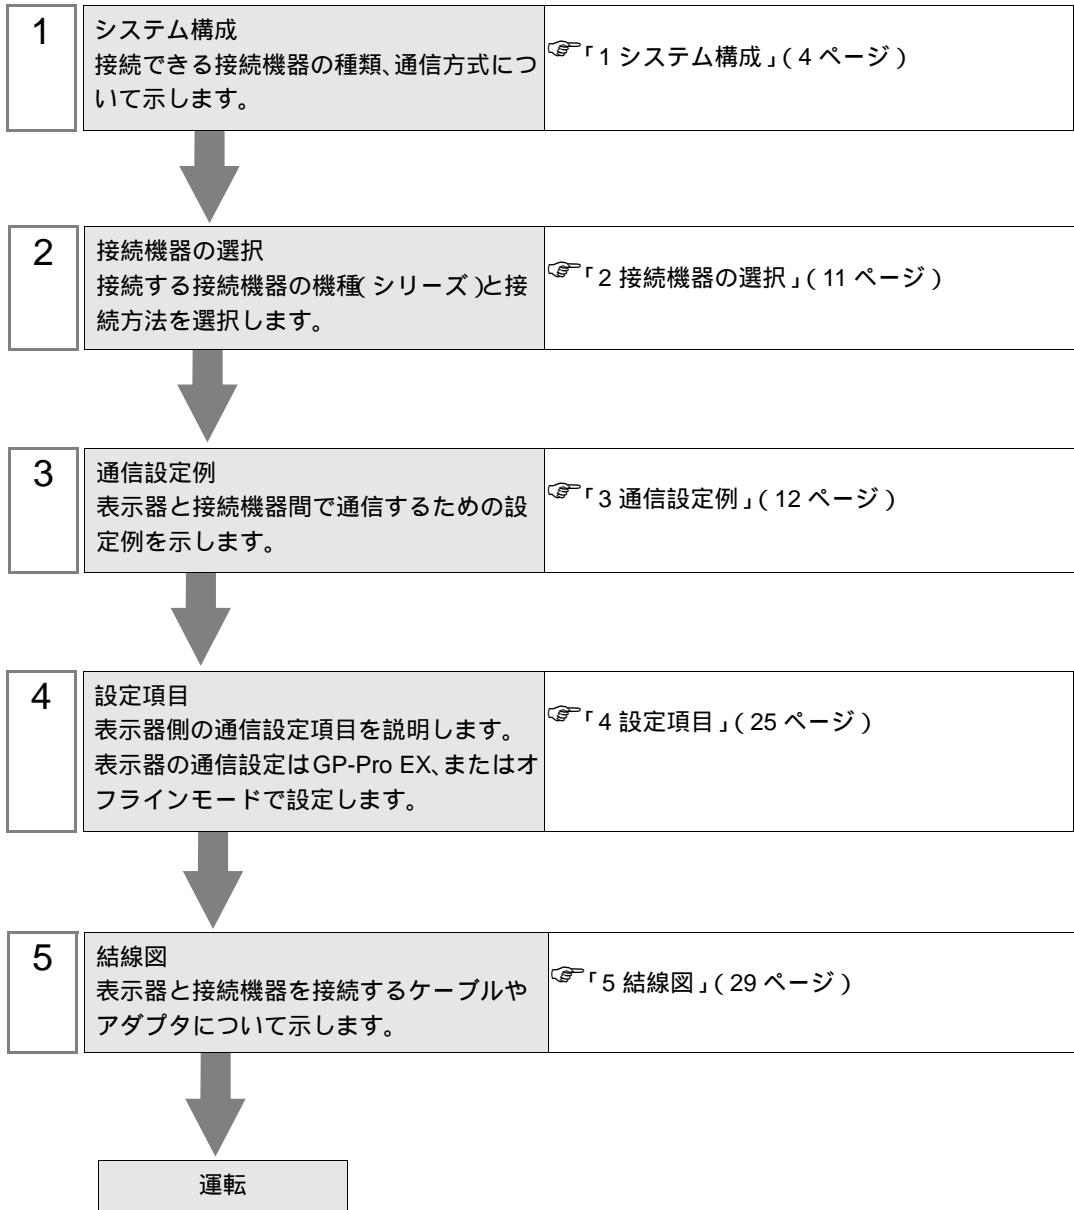 1
システム構成
接続できる接続機器の種類、通信方式につ
いて示します。
☞「1 システム構成」( 4 ページ )
2
接続機器の選択
接続する接続機器の機種( シリーズ )と接
続方法を選択します。
☞「2 接続機器の選択」( 11 ページ )
3
通信設定例
表示器と接続機器間で通信するための設
定例を示します。
☞「3 通信設定例」( 12 ページ )
4
設定項目
表示器側の通信設定項目を説明します。
表示器の通信設定はGP-Pro EX、またはオ
フラインモードで設定します。
☞「4 設定項目」( 25 ページ )
5
結線図
表示器と接続機器を接続するケーブルや
アダプタについて示します。
☞「5 結線図」( 29 ページ )
運転